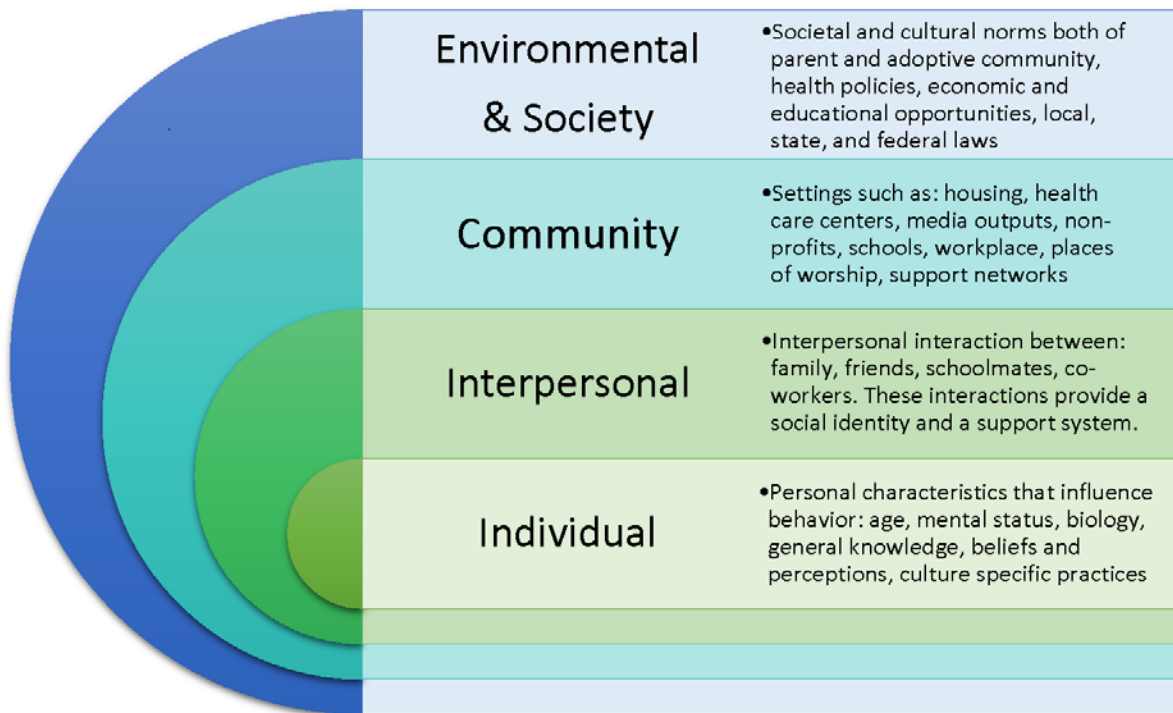 Environmental
& Society
•Societal and cultural norms both of
parent and adoptive community,
health policies, economic and
educational opportunities, local,
state, and federal laws
Community
•Settings such as: housing, health
care centers, media outputs, non-
profits, schools, workplace, places
of worship, support networks
Interpersonal
•Interpersonal interaction between:
family, friends, schoolmates, co-
workers. These interactions provide a
social identity and a support system.
Individual
•Personal characteristics that influence
behavior: age, mental status, biology,
general knowledge, beliefs and
perceptions, culture specific practices